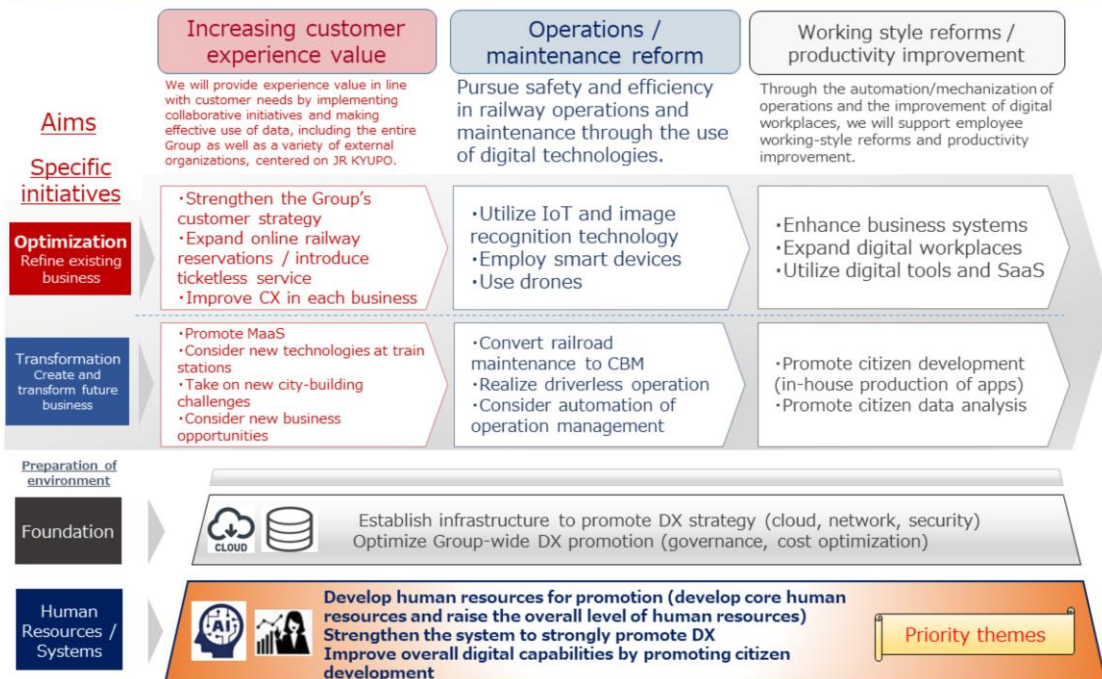 Increasing customer
experience value
Operations /
maintenance reform
Working style reforms /
productivity improvement
Aims
We will provide experience value in line
with customer needs by implementing
collaborative initiatives and making
effective use of data, including the entire
Group as well as a variety of external
organizations, centered on JR KYUPO.
Pursue safety and efficiency
in railway operations and
maintenance through the use
of digital technologies.
Through the automation/mechanization of
operations and the improvement of digital
workplaces, we will support employee
working-style reforms and productivity
improvement.
Specific
initiatives
Optimization
Refine existing
business
・Strengthen the Group's
customer strategy
・Expand online railway
reservations / introduce
ticketless service
・Improve CX in each business
・Utilize IoT and image
recognition technology
・Employ smart devices
・Use drones
・Enhance business systems
・Expand digital workplaces
・Utilize digital tools and SaaS
Transformation
Create and
transform future
business
・Promote MaaS
・Consider new technologies at train
stations
・Take on new city-building
challenges
・Consider new business
opportunities
・Convert railroad
maintenance to CBM
・Realize driverless operation
・Consider automation of
operation management
・Promote citizen development
(in-house production of apps)
・Promote citizen data analysis
Preparation of
environment
Foundation
CLOUD
Establish infrastructure to promote DX strategy (cloud, network, security)
Optimize Group-wide DX promotion (governance, cost optimization)
Human
Resources /
Systems
AI
Develop human resources for promotion (develop core human
resources and raise the overall level of human resources)
Strengthen the system to strongly promote DX
Improve overall digital capabilities by promoting citizen
development
Priority themes